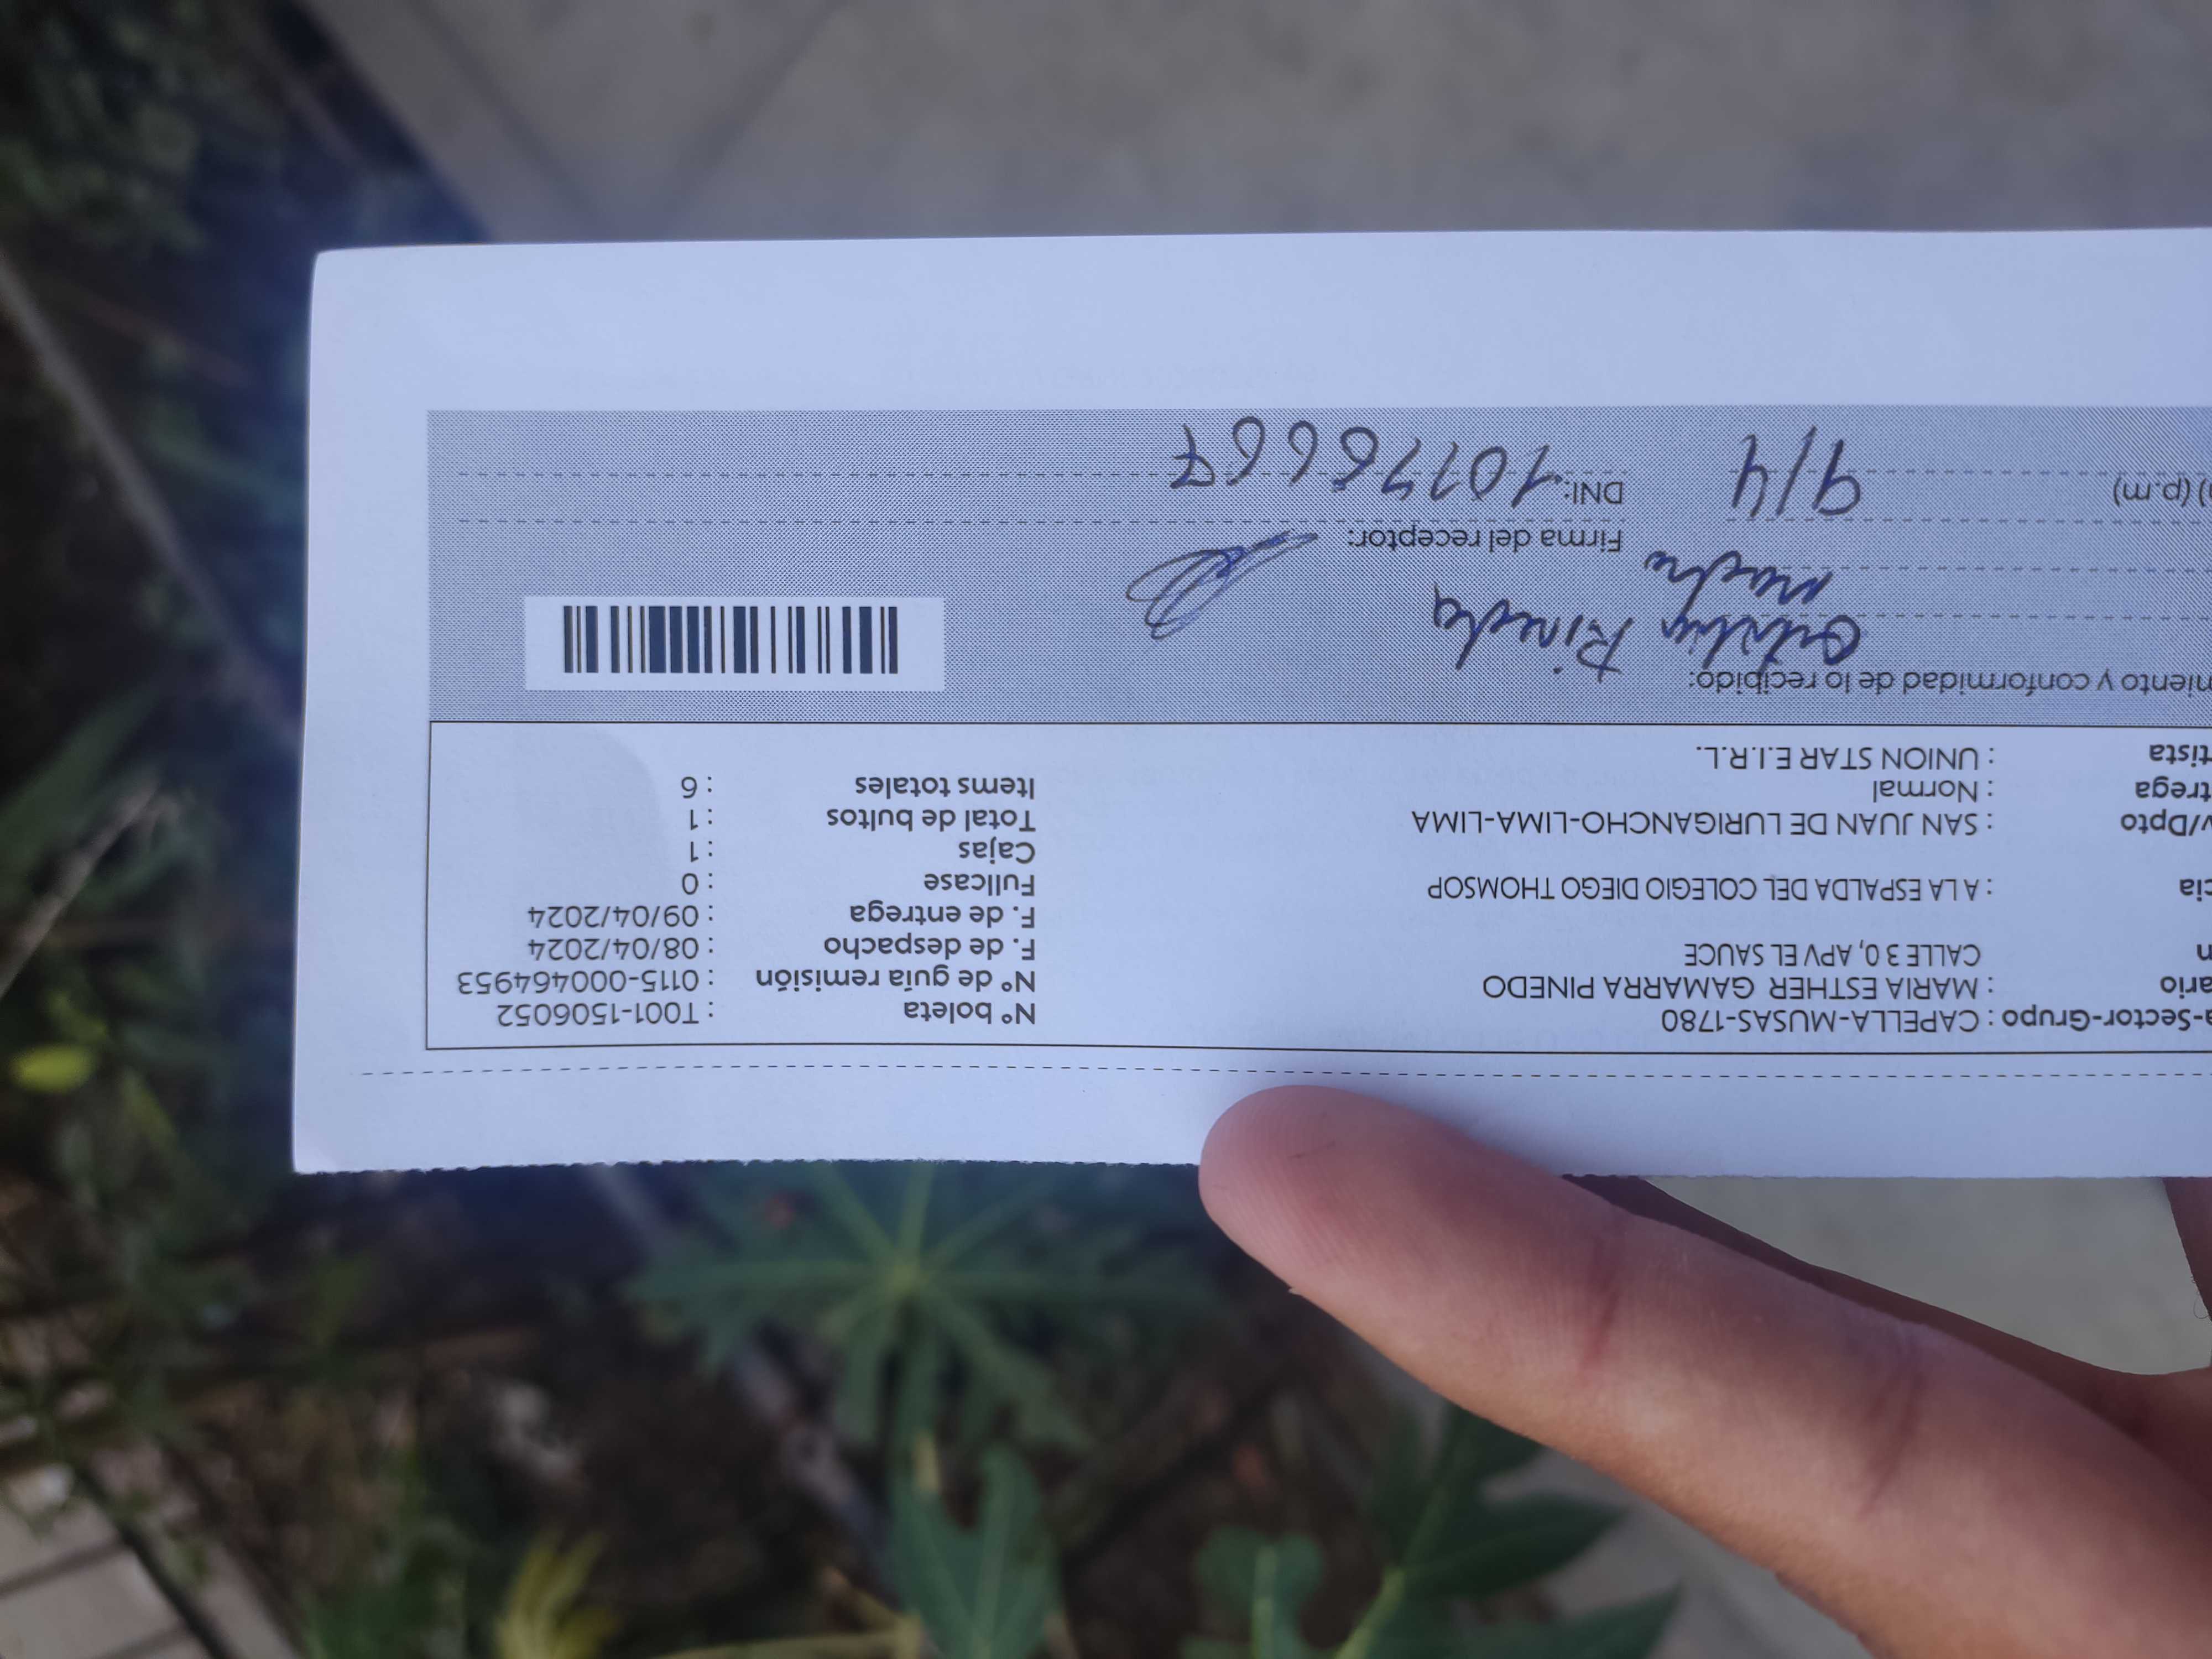 a-Sector-Grupo : CAPELLA-MUSAS-1780
ario : MARIA ESTHER GAMARRA PINEDO
n CALLE 3 0, APV EL SAUCE
cia : A LA ESPALDA DEL COLEGIO DIEGO THOMSOP
v/Dpto : SAN JUAN DE LURIGANCHO-LIMA-LIMA
trega : Normal
tista : UNION STAR E.I.R.L.
N° boleta : T001-1506052
N° de guía remisión : 0115-000464953
F. de despacho : 08/04/2024
F. de entrega : 09/04/2024
Fullcase : 0
Cajas : 1
Total de bultos : 1
Items totales : 6
miento y conformidad de lo recibido:
Pineda
madre
Firma del receptor:
) (p.m) 9/4
DNI: